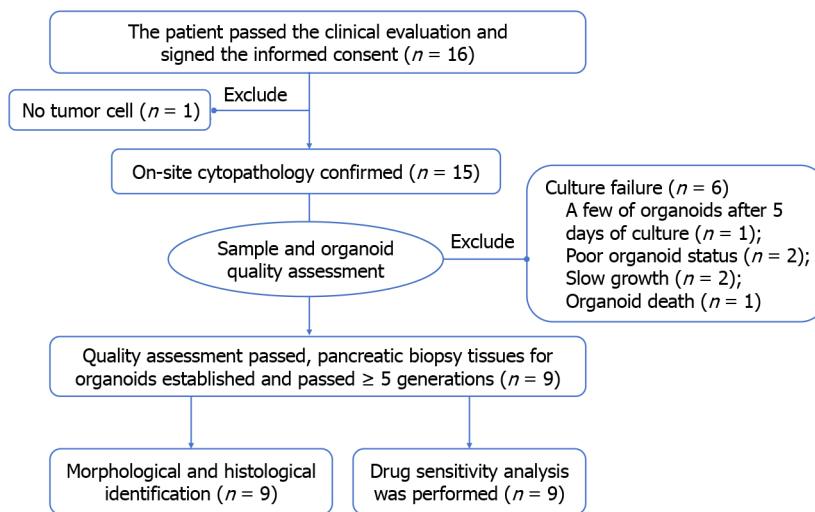 The patient passed the clinical evaluation and
signed the informed consent (n = 16)
Exclude
No tumor cell (n = 1)
On-site cytopathology confirmed (n = 15)
Sample and organoid
quality assessment
Exclude
Culture failure (n = 6)
A few of organoids after 5
days of culture (n = 1);
Poor organoid status (n = 2);
Slow growth (n = 2);
Organoid death (n = 1)
Quality assessment passed, pancreatic biopsy tissues for
organoids established and passed ≥ 5 generations (n = 9)
Morphological and histological
identification (n = 9)
Drug sensitivity analysis
was performed (n = 9)